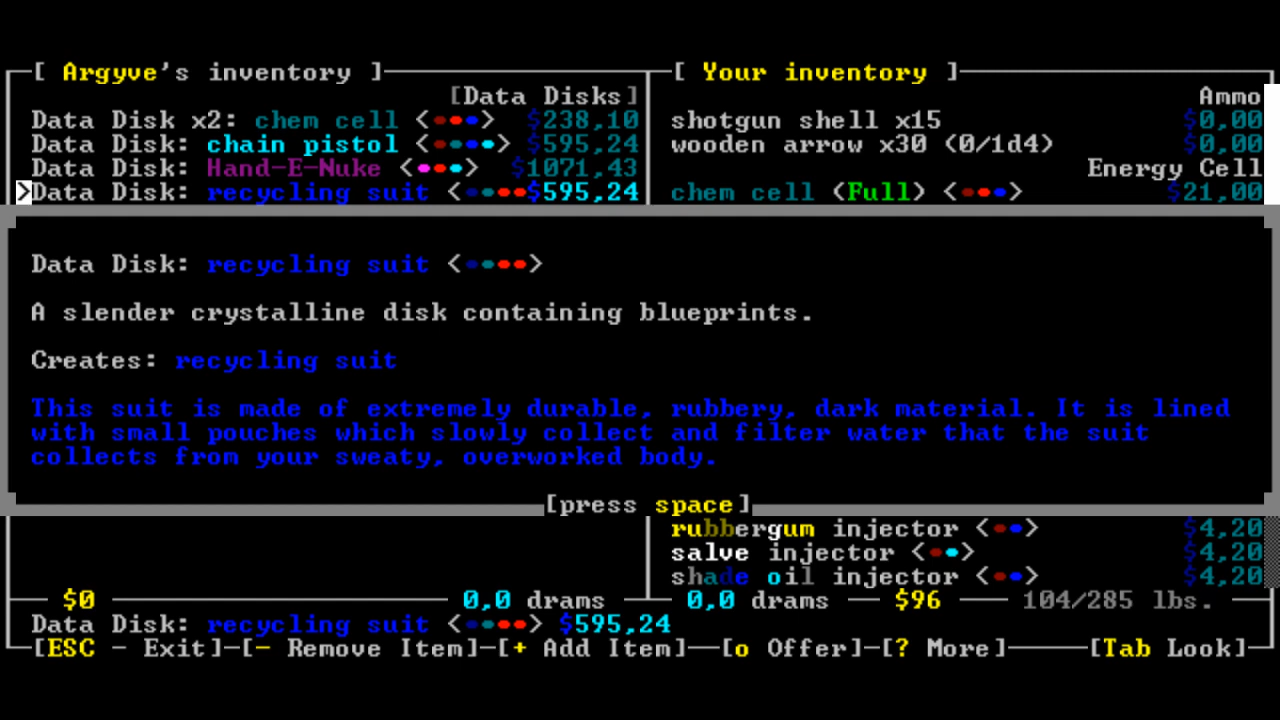 [ Argyve's inventory ] [ Your inventory ]
[Data Disks] Ammo
Data Disk x2: chem cell <••••> $238,10 shotgun shell x15 $0,00
Data Disk: chain pistol <••••> $595,24 wooden arrow x30 (0/1d4) $0,00
Data Disk: Hand-E-Nuke <•••> $1071,43 Energy Cell
>Data Disk: recycling suit <••••$595,24 chem cell (Full) <•••> $21,00
Data Disk: recycling suit <••••>
A slender crystalline disk containing blueprints.
Creates: recycling suit
This suit is made of extremely durable, rubbery, dark material. It is lined
with small pouches which slowly collect and filter water that the suit
collects from your sweaty, overworked body.
[press space]
rubbergum injector <••> $4,20
salve injector <••> $4,20
shade oil injector <••> $4,20
$0 0,0 drams 0,0 drams $96 104/285 lbs.
Data Disk: recycling suit <••••> $595,24
[ESC - Exit]-[- Remove Item]-[+ Add Item]-[o Offer]-[? More] [Tab Look]